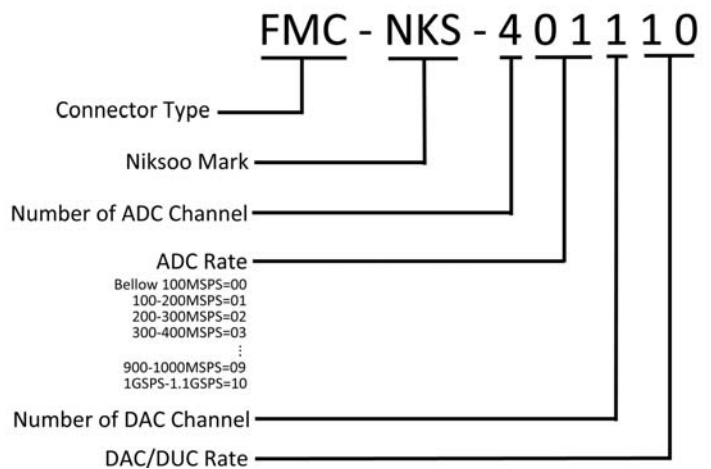 FMC - NKS - 4 0 1 1 1 0
Connector Type
Niksoo Mark
Number of ADC Channel
ADC Rate
Bellow 100MSPS=00
100-200MSPS=01
200-300MSPS=02
300-400MSPS=03
⋮
900-1000MSPS=09
1GSPS-1.1GSPS=10
Number of DAC Channel
DAC/DUC Rate